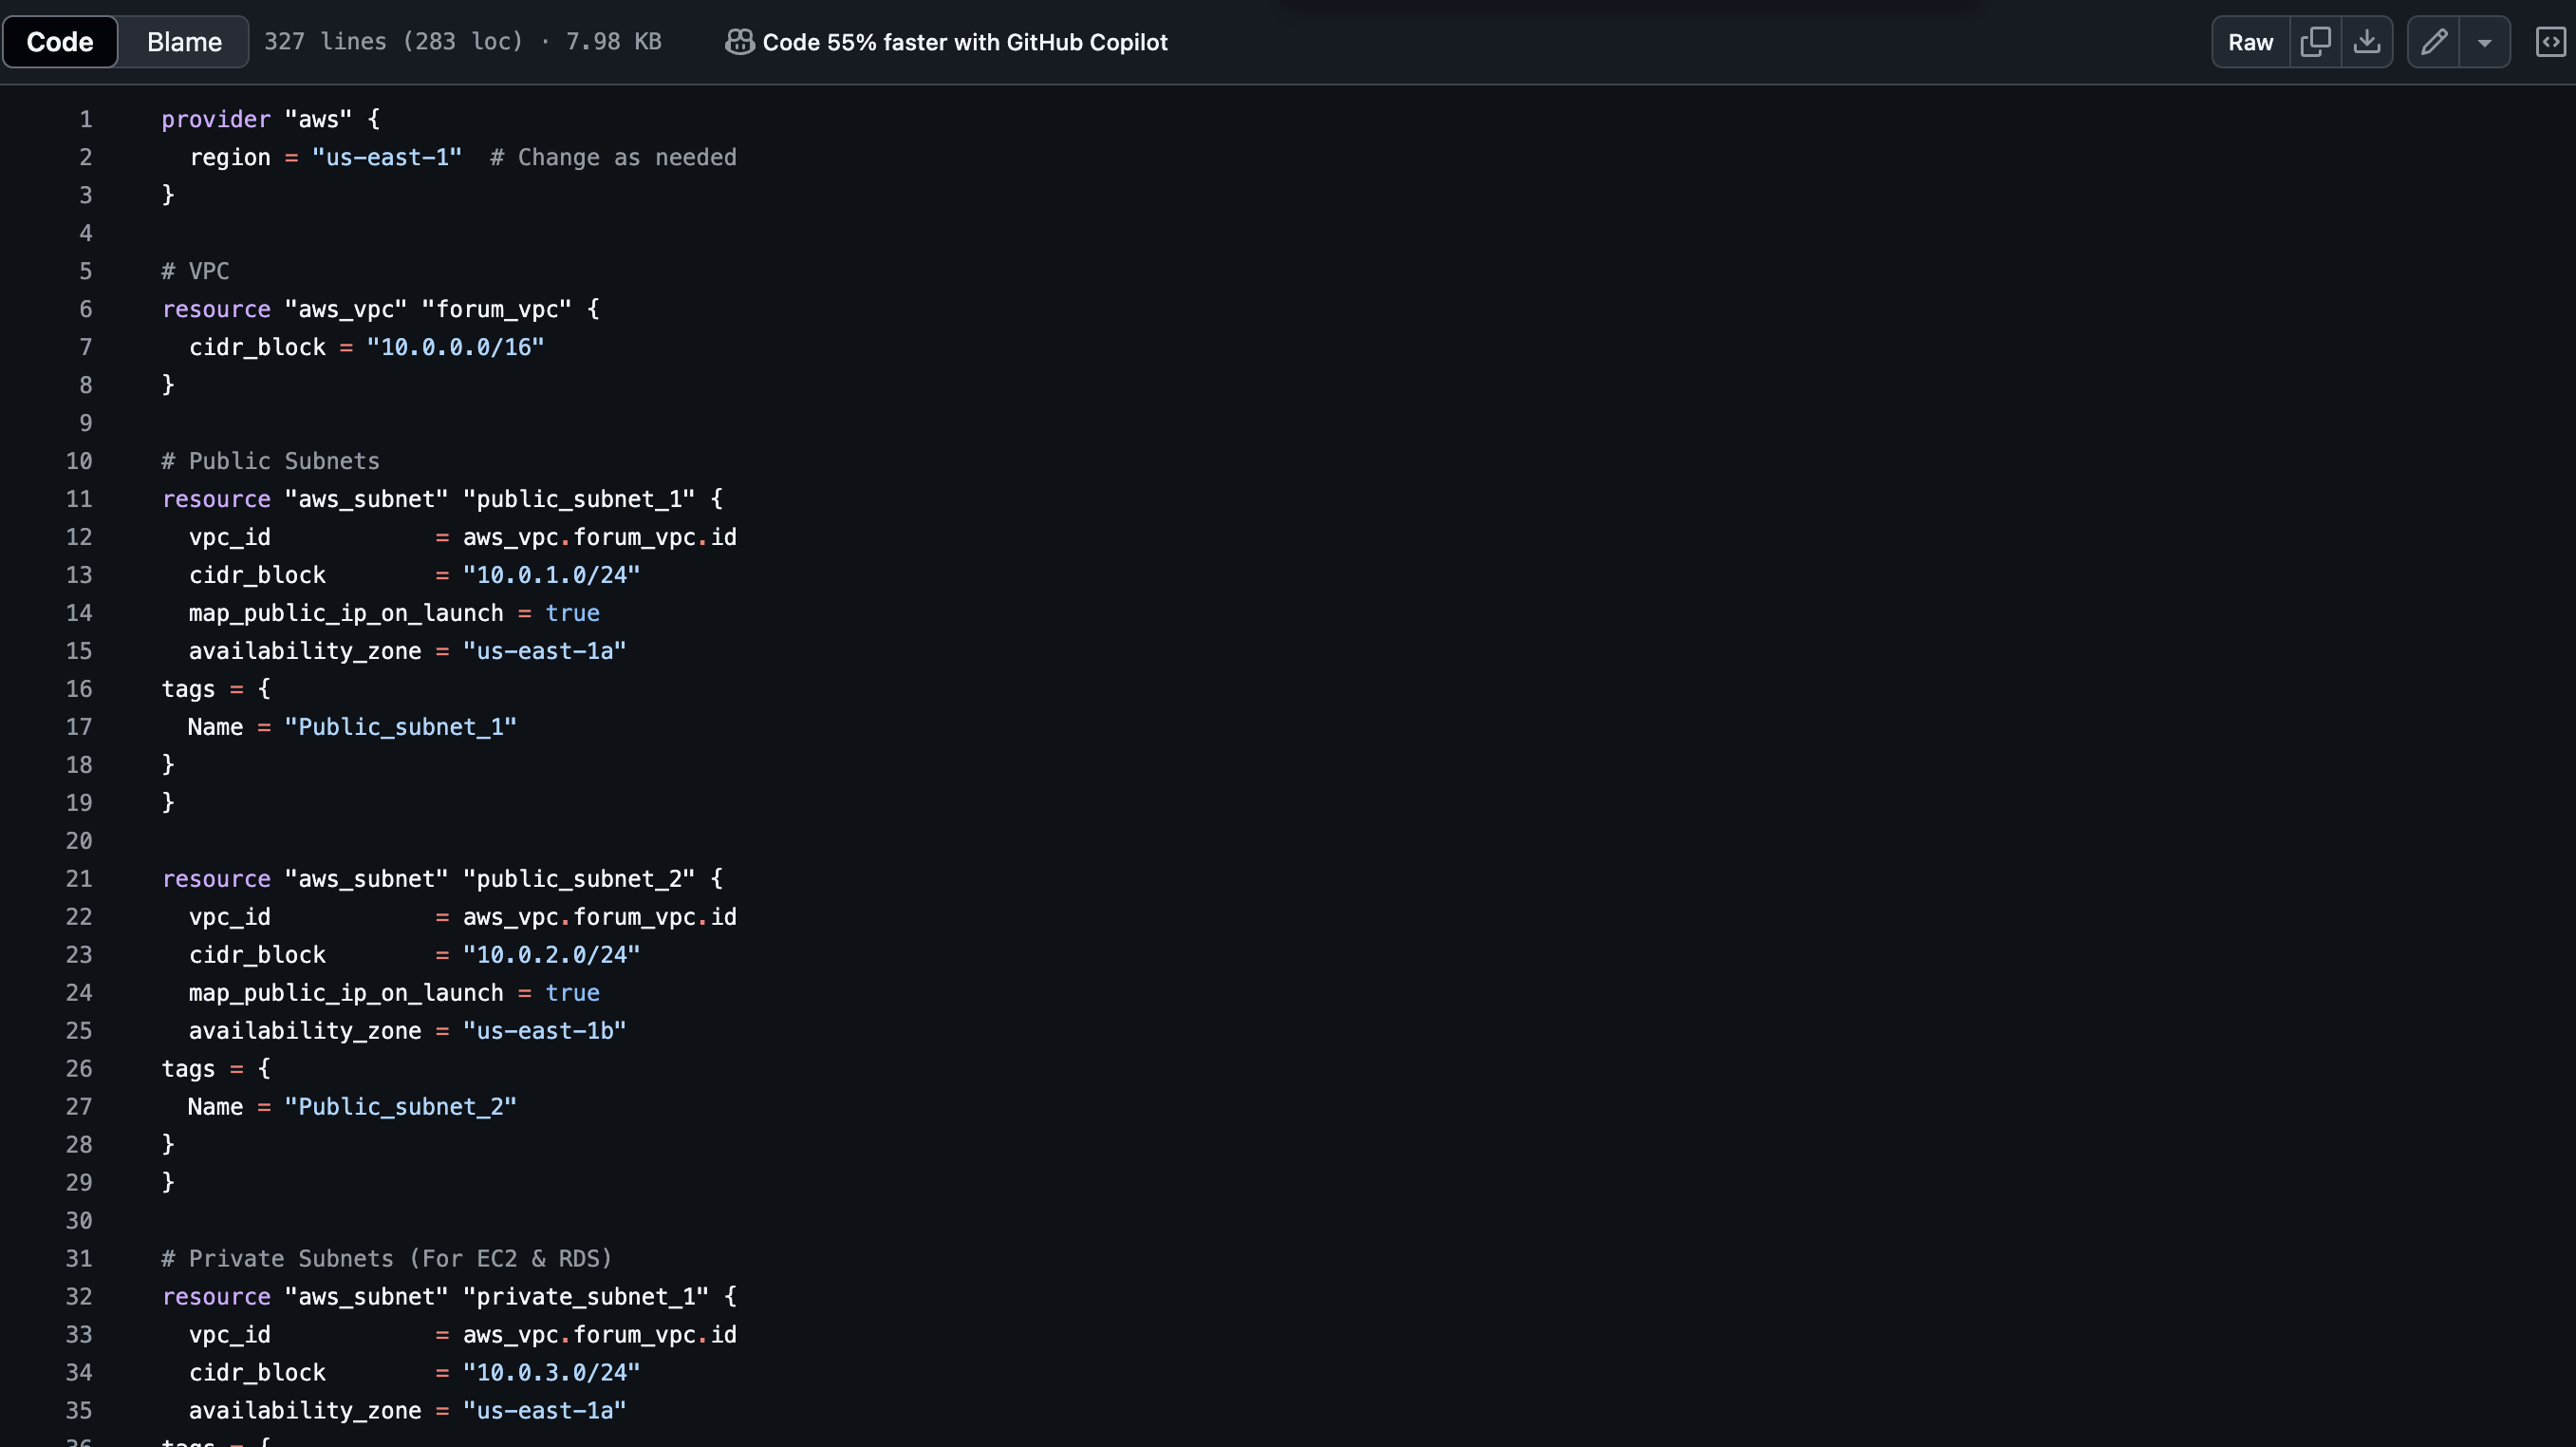 Code Blame 327 lines (283 loc) · 7.98 KB Code 55% faster with GitHub Copilot Raw
1 provider "aws" {
2 region = "us-east-1" # Change as needed
3 }
4
5 # VPC
6 resource "aws_vpc" "forum_vpc" {
7 cidr_block = "10.0.0.0/16"
8 }
9
10 # Public Subnets
11 resource "aws_subnet" "public_subnet_1" {
12 vpc_id = aws_vpc.forum_vpc.id
13 cidr_block = "10.0.1.0/24"
14 map_public_ip_on_launch = true
15 availability_zone = "us-east-1a"
16 tags = {
17 Name = "Public_subnet_1"
18 }
19 }
20
21 resource "aws_subnet" "public_subnet_2" {
22 vpc_id = aws_vpc.forum_vpc.id
23 cidr_block = "10.0.2.0/24"
24 map_public_ip_on_launch = true
25 availability_zone = "us-east-1b"
26 tags = {
27 Name = "Public_subnet_2"
28 }
29 }
30
31 # Private Subnets (For EC2 & RDS)
32 resource "aws_subnet" "private_subnet_1" {
33 vpc_id = aws_vpc.forum_vpc.id
34 cidr_block = "10.0.3.0/24"
35 availability_zone = "us-east-1a"
36 tags = {